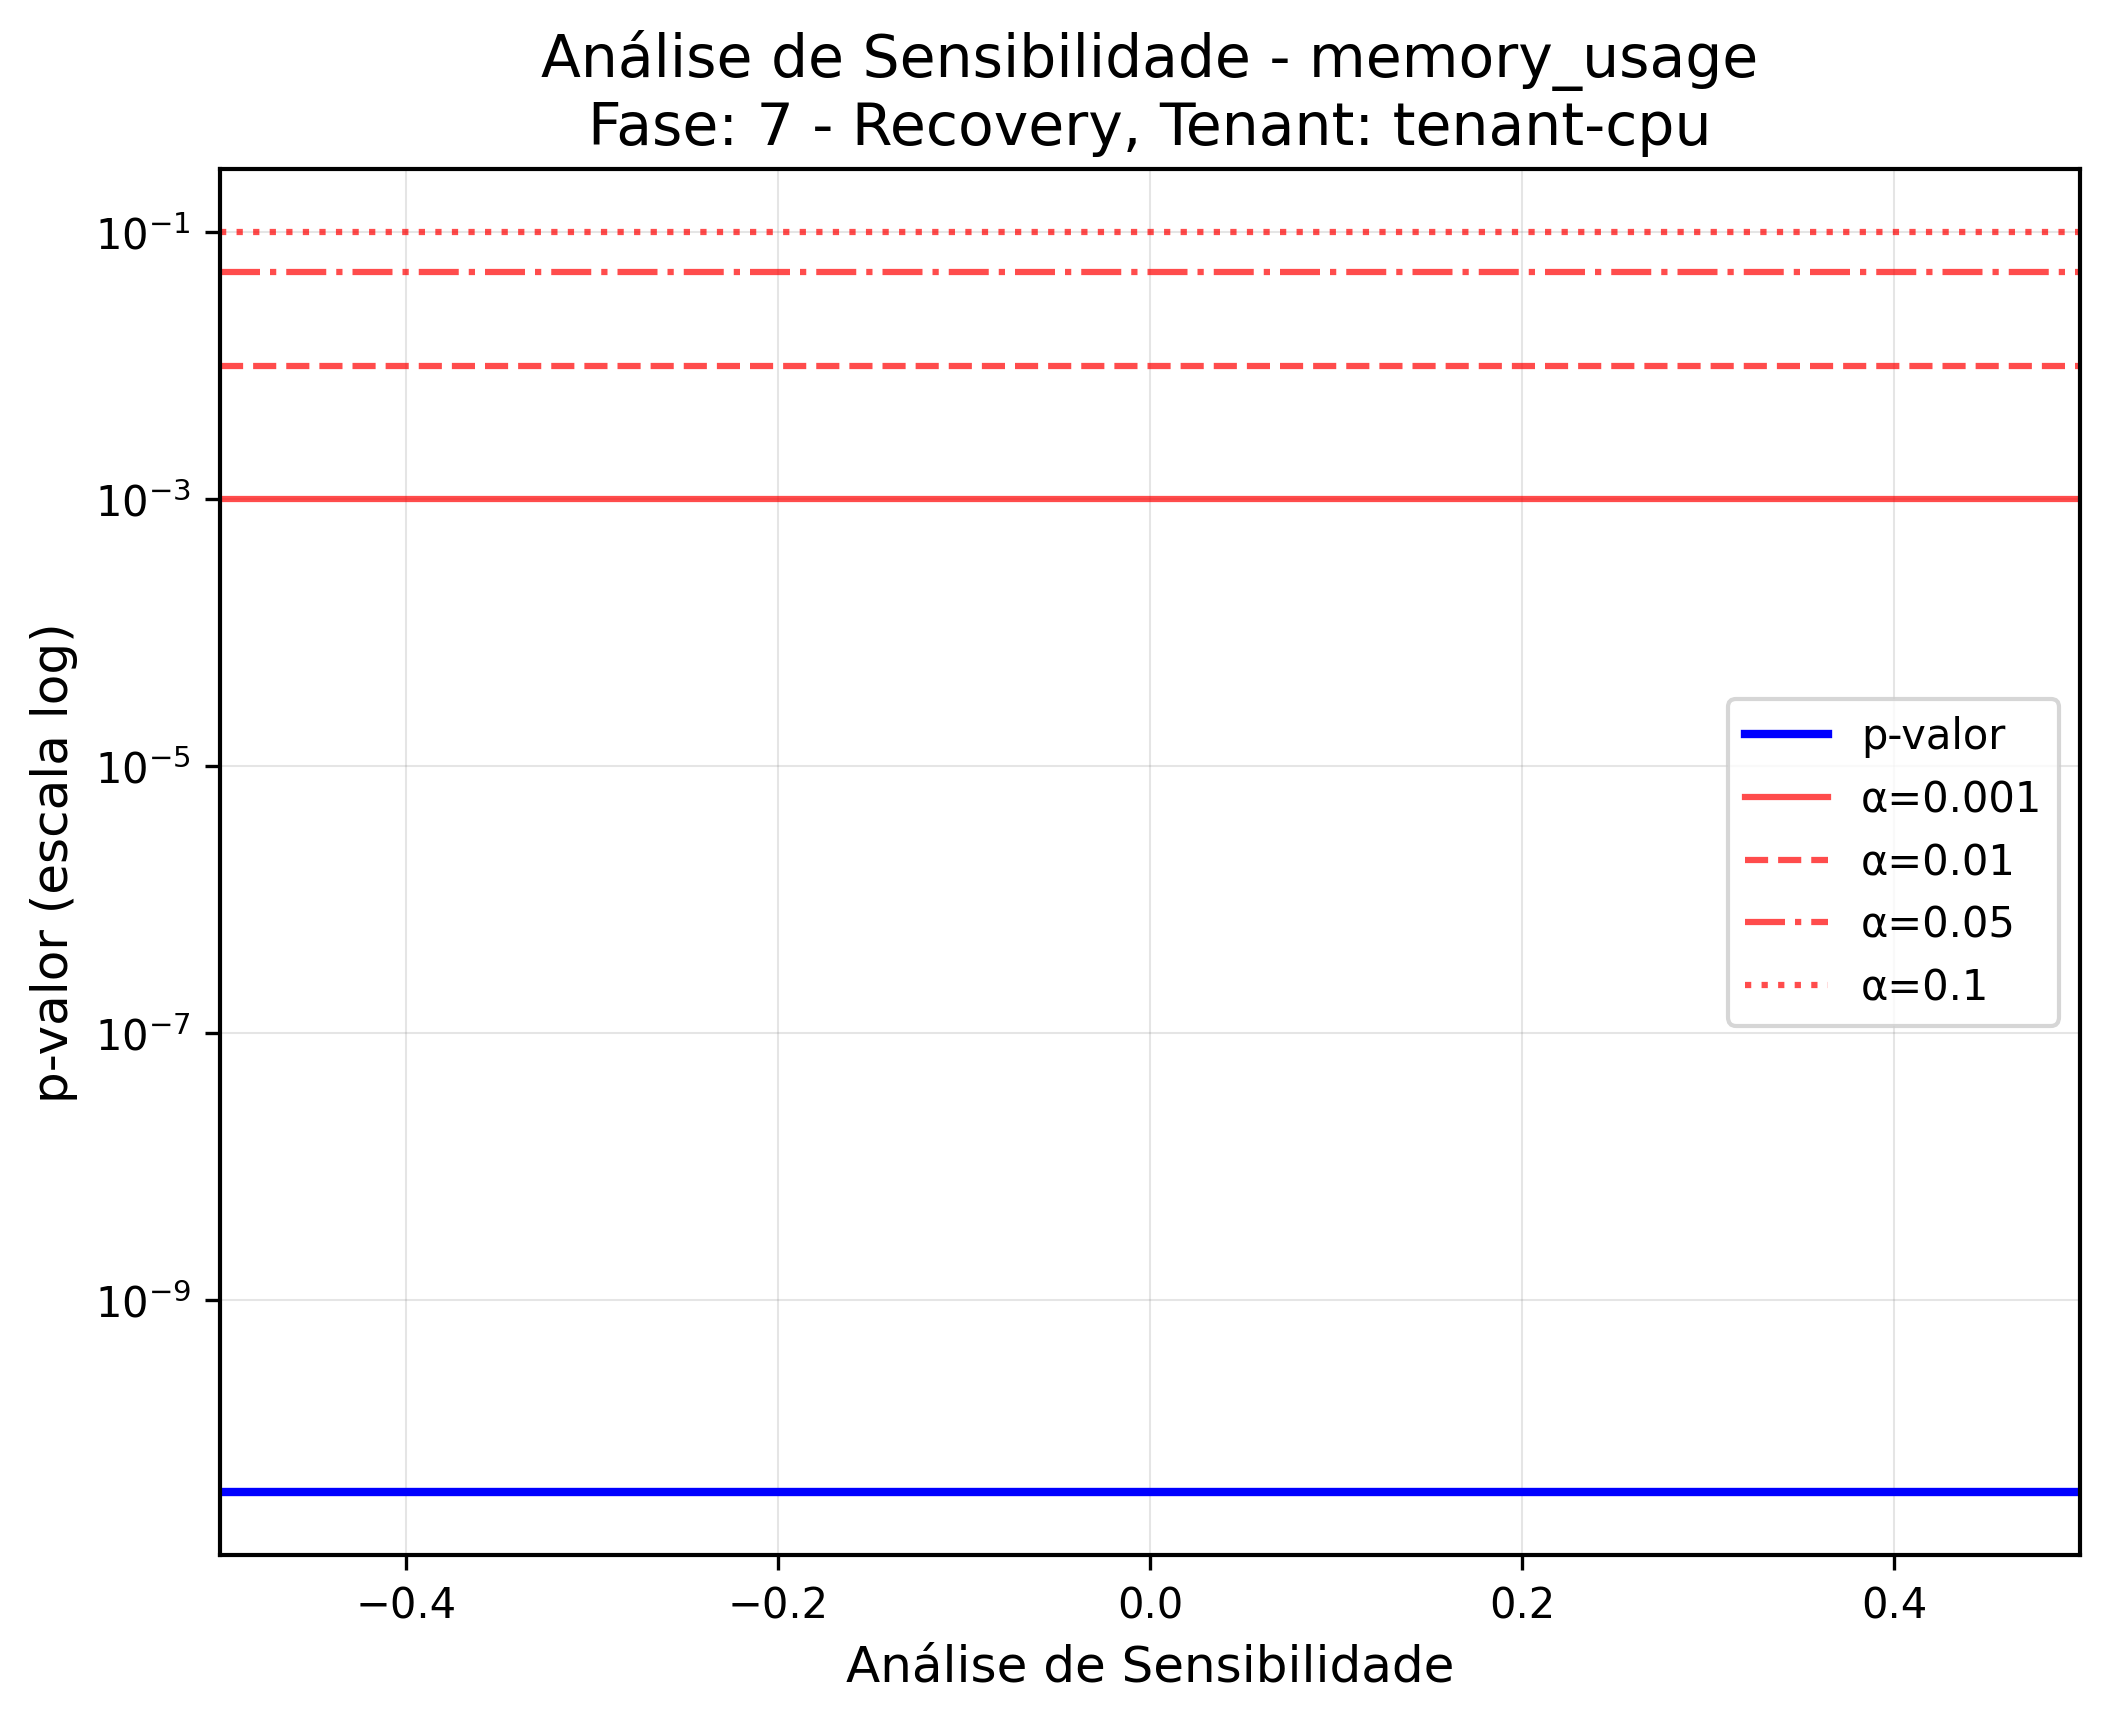 Análise de Sensibilidade - memory_usage
Fase: 7 - Recovery, Tenant: tenant-cpu
p-valor (escala log)
10⁻¹
10⁻³
10⁻⁵
10⁻⁷
10⁻⁹
p-valor
α=0.001
α=0.01
α=0.05
α=0.1
−0.4 −0.2 0.0 0.2 0.4
Análise de Sensibilidade